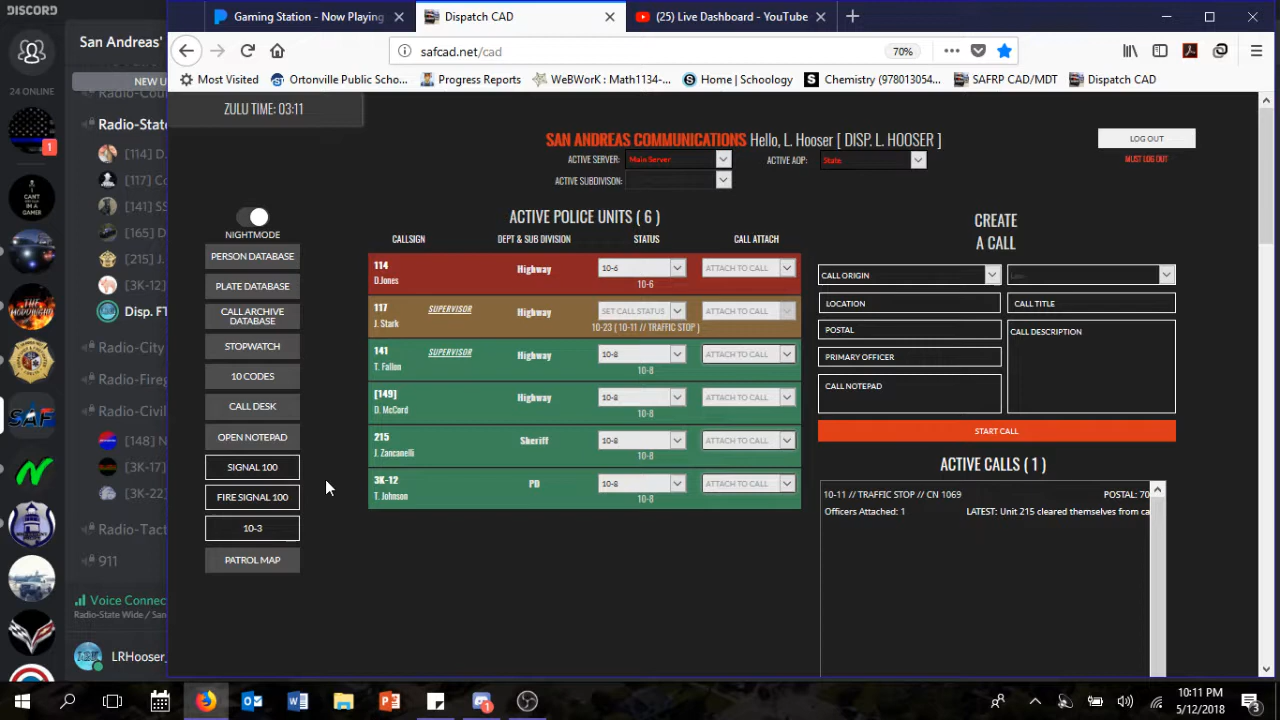 DISCORD
San Andreas'
24 ONLINE
NEW U
Radio-Cou
Radio-State
[114] D.
[117] Co
[141] SS
[165] D
[215] J.
[3K-12]
Disp. FT
Radio-City
Radio-Fireg
Radio-Civil
[148] N
[3K-17]
[3K-22]
Radio-Tact
911
Voice Connec
Radio-State Wide / San
LRHooser_
1
Gaming Station - Now Playing
Dispatch CAD
(25) Live Dashboard - YouTube
safcad.net/cad
70%
Most Visited
Ortonville Public Schoo...
Progress Reports
WeBWorK : Math1134-...
Home | Schoology
Chemistry (978013054...
SAFRP CAD/MDT
Dispatch CAD
ZULU TIME: 03:11
SAN ANDREAS COMMUNICATIONS Hello, L. Hooser [ DISP. L. HOOSER ]
ACTIVE SERVER: Main Server
ACTIVE AOP: State
ACTIVE SUBDIVISON:
LOG OUT
MUST LOG OUT
NIGHTMODE
PERSON DATABASE
PLATE DATABASE
CALL ARCHIVE
DATABASE
STOPWATCH
10 CODES
CALL DESK
OPEN NOTEPAD
SIGNAL 100
FIRE SIGNAL 100
10-3
PATROL MAP
ACTIVE POLICE UNITS ( 6 )
CALLSIGN DEPT & SUB DIVISION STATUS CALL ATTACH
114 Highway 10-6 ATTACH TO CALL
D.Jones 10-6
117 SUPERVISOR Highway SET CALL STATUS ATTACH TO CALL
J. Stark 10-23 ( 10-11 // TRAFFIC STOP )
141 SUPERVISOR Highway 10-8 ATTACH TO CALL
T. Fallon 10-8
[149] Highway 10-8 ATTACH TO CALL
D. McCord 10-8
215 Sheriff 10-8 ATTACH TO CALL
J. Zancanelli 10-8
3K-12 PD 10-8 ATTACH TO CALL
T. Johnson 10-8
CREATE
A CALL
CALL ORIGIN
LOCATION
CALL TITLE
POSTAL
CALL DESCRIPTION
PRIMARY OFFICER
CALL NOTEPAD
START CALL
ACTIVE CALLS ( 1 )
10-11 // TRAFFIC STOP // CN 1069 POSTAL: 70
Officers Attached: 1 LATEST: Unit 215 cleared themselves from ca
10:11 PM
5/12/2018
3